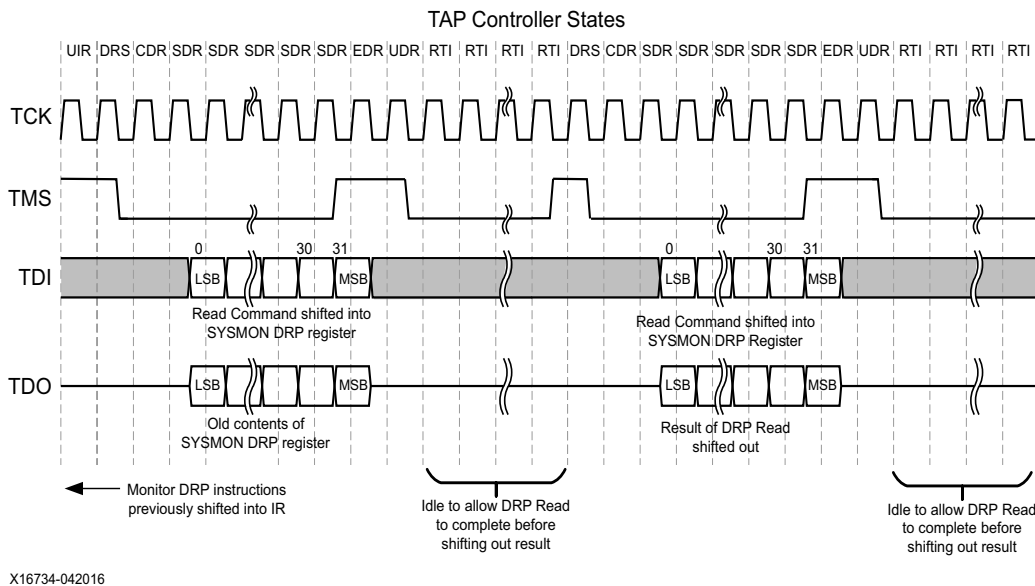 TAP Controller States
UIR DRS CDR SDR SDR SDR SDR SDR EDR UDR RTI RTI RTI RTI DRS CDR SDR SDR SDR SDR SDR EDR UDR RTI RTI RTI RTI
TCK
TMS
0 30 31 0 30 31
TDI LSB MSB LSB MSB
Read Command shifted into
SYSMON DRP register
Read Command shifted into
SYSMON DRP Register
TDO LSB MSB LSB MSB
Old contents of
SYSMON DRP register
Result of DRP Read
shifted out
Monitor DRP instructions
previously shifted into IR
Idle to allow DRP Read
to complete before
shifting out result
Idle to allow DRP Read
to complete before
shifting out result
X16734-042016